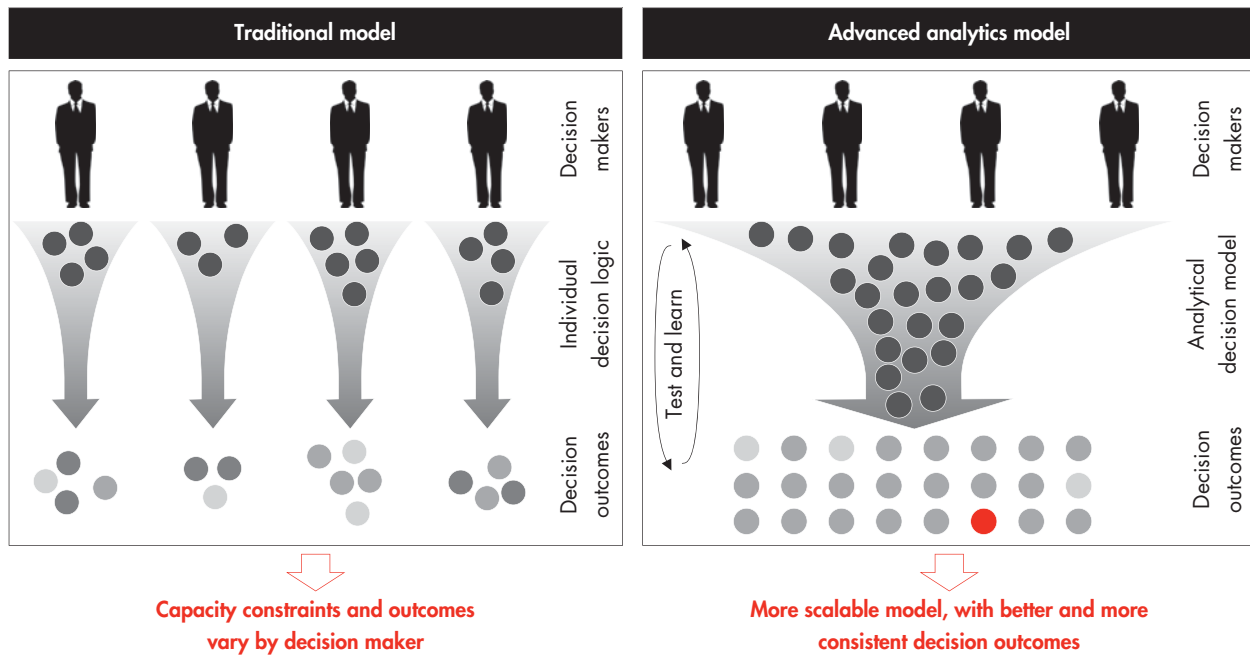 Traditional model
Decision
makers
Individual
decision logic
Decision
outcomes
Capacity constraints and outcomes
vary by decision maker
Advanced analytics model
Decision
makers
Test and learn
Analytical
decision model
Decision
outcomes
More scalable model, with better and more
consistent decision outcomes